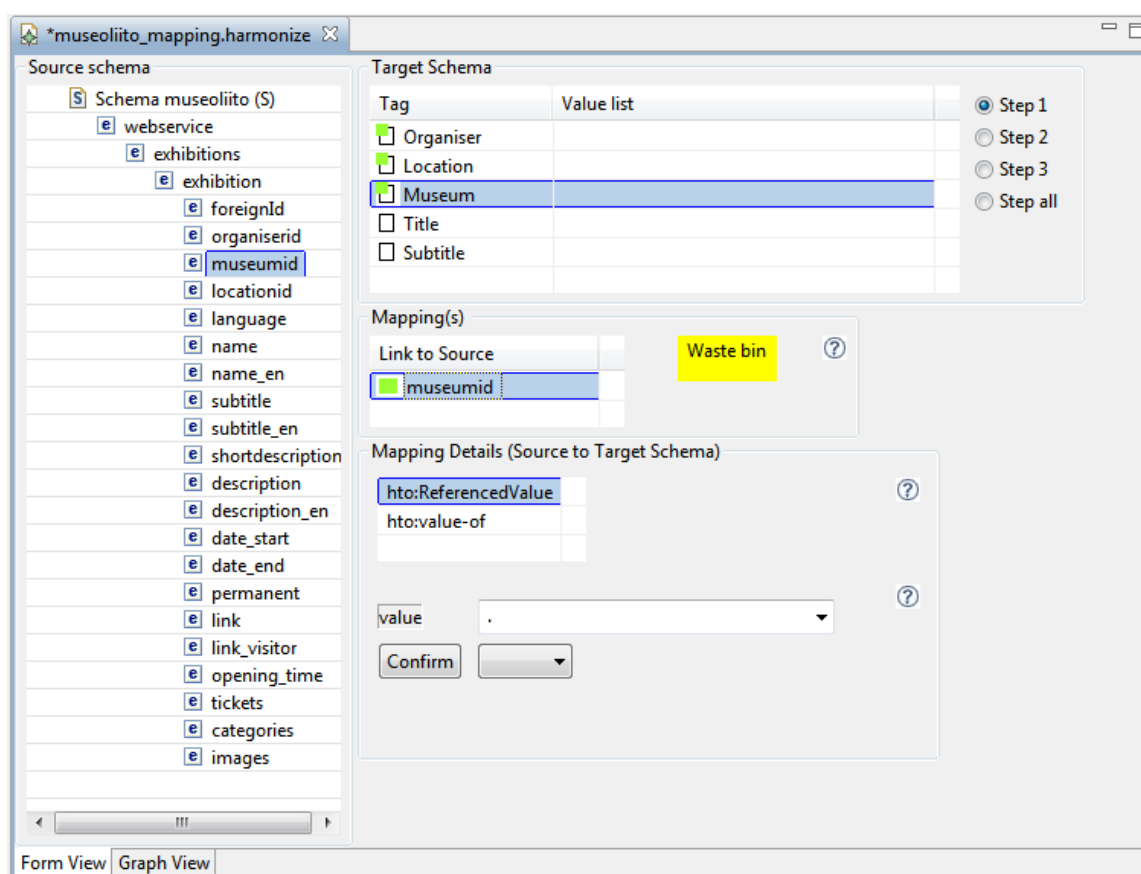 *museoliito_mapping.harmonize
Source schema
S Schema museoliito (S)
e webservice
e exhibitions
e exhibition
e foreignId
e organiserid
e museumid
e locationid
e language
e name
e name_en
e subtitle
e subtitle_en
e shortdescription
e description
e description_en
e date_start
e date_end
e permanent
e link
e link_visitor
e opening_time
e tickets
e categories
e images
Target Schema
Tag Value list
Organiser
Location
Museum
Title
Subtitle
Step 1
Step 2
Step 3
Step all
Mapping(s)
Link to Source
museumid
Waste bin
?
Mapping Details (Source to Target Schema)
hto:ReferencedValue
hto:value-of
?
?
value .
Confirm
Form View Graph View